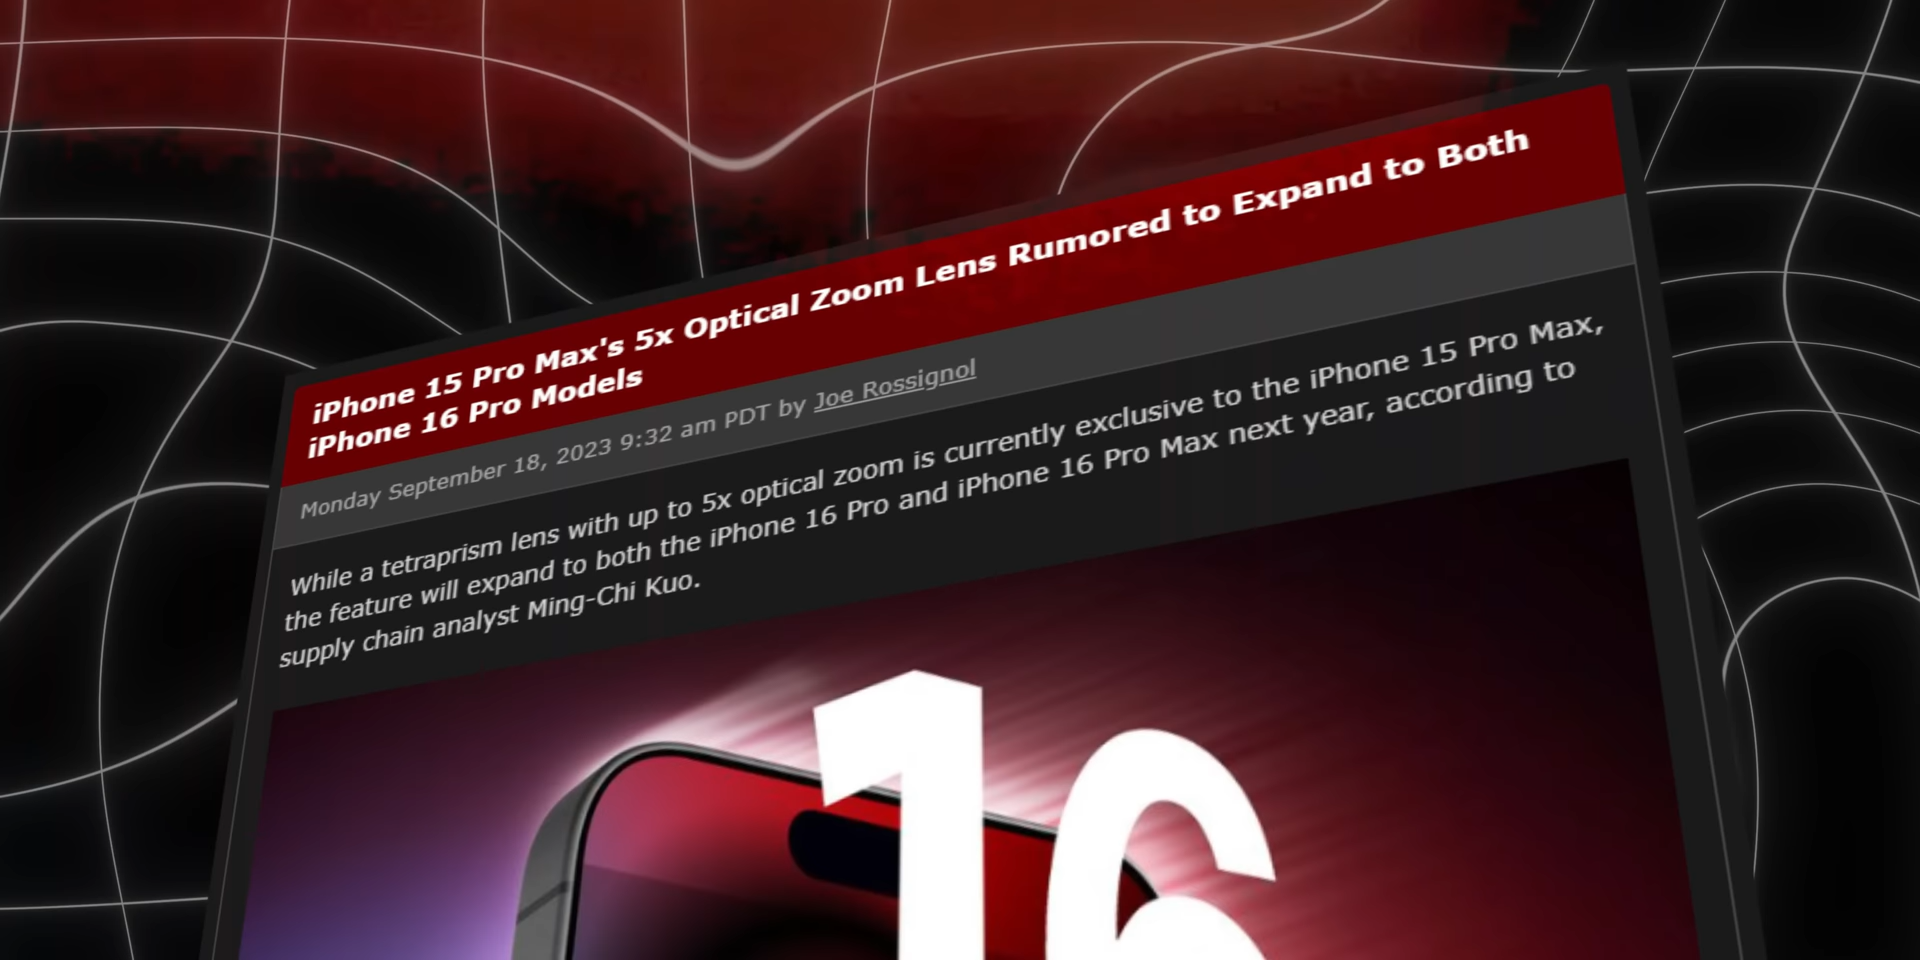 iPhone 15 Pro Max's 5x Optical Zoom Lens Rumored to Expand to Both
iPhone 16 Pro Models
Monday September 18, 2023 9:32 am PDT by Joe Rossignol
While a tetraprism lens with up to 5x optical zoom is currently exclusive to the iPhone 15 Pro Max,
the feature will expand to both the iPhone 16 Pro and iPhone 16 Pro Max next year, according to
supply chain analyst Ming-Chi Kuo.
16